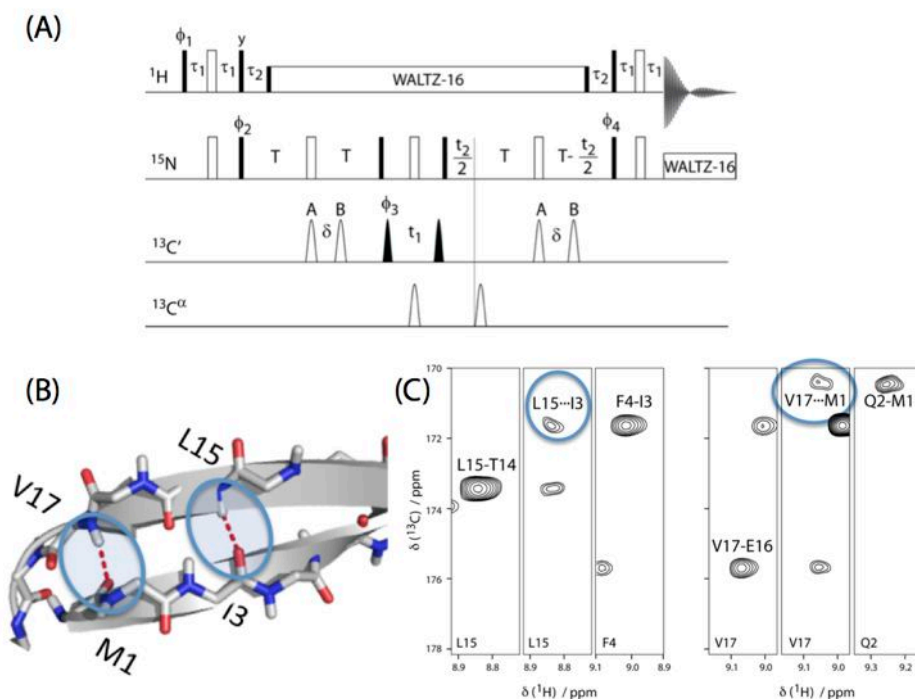 (A)
ϕ1 y ϕ4
1H τ1 τ1 τ2 WALTZ-16 τ2 τ1 τ1
ϕ2
15N T T t2/2 T T- t2/2 WALTZ-16
A B ϕ3 A B
13C' δ t1 δ
13Cα
(B)
L15
V17
I3
M1
(C)
170
172
174
176
178
δ (13C) / ppm
L15-T14
L15···I3
F4-I3
V17···M1
Q2-M1
V17-E16
L15 L15 F4 V17 V17 Q2
8.9 8.8 8.9 8.8 9.1 9.0 9.1 9.0 9.1 9.0 9.3 9.2
δ (1H) / ppm δ (1H) / ppm